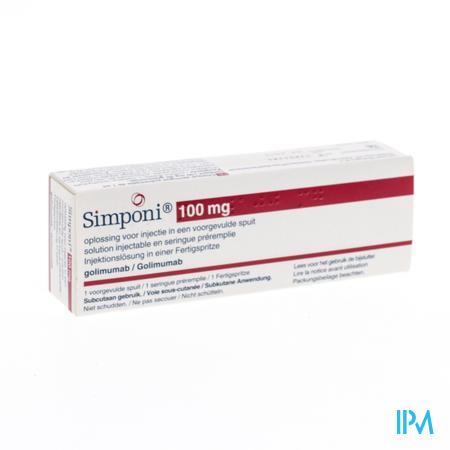 Simponi® 100 mg
oplossing voor injectie in een voorgevulde spuit
solution injectable en seringue préremplie
Injektionslösung in einer Fertigspritze
golimumab / Golimumab
1 voorgevulde spuit / 1 seringue préremplie / 1 Fertigspritze
Subcutaan gebruik. / Voie sous-cutanée / Subkutane Anwendung.
Niet schudden. / Ne pas secouer / Nicht schütteln.
Lees voor het gebruik de bijsluiter.
Lire la notice avant utilisation
Packungsbeilage beachten.
Simponi®
IPM